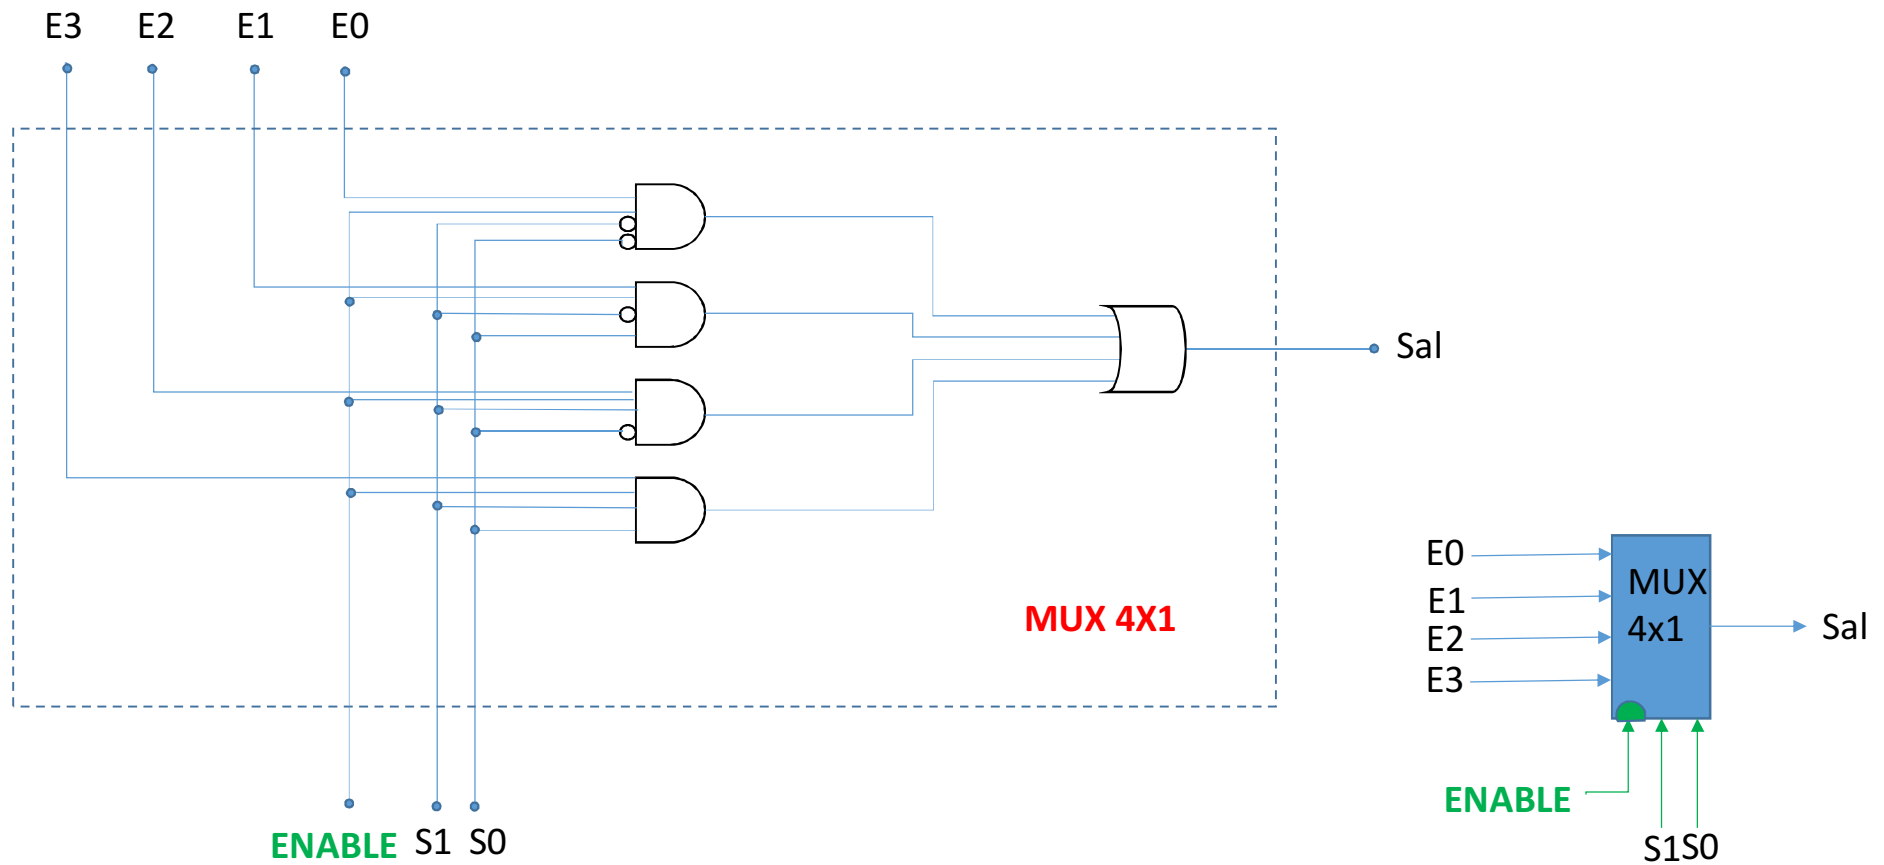 E3 E2 E1 E0
Sal
MUX 4X1
ENABLE S1 S0
E0
E1
E2
E3
MUX
4x1
Sal
ENABLE
S1S0